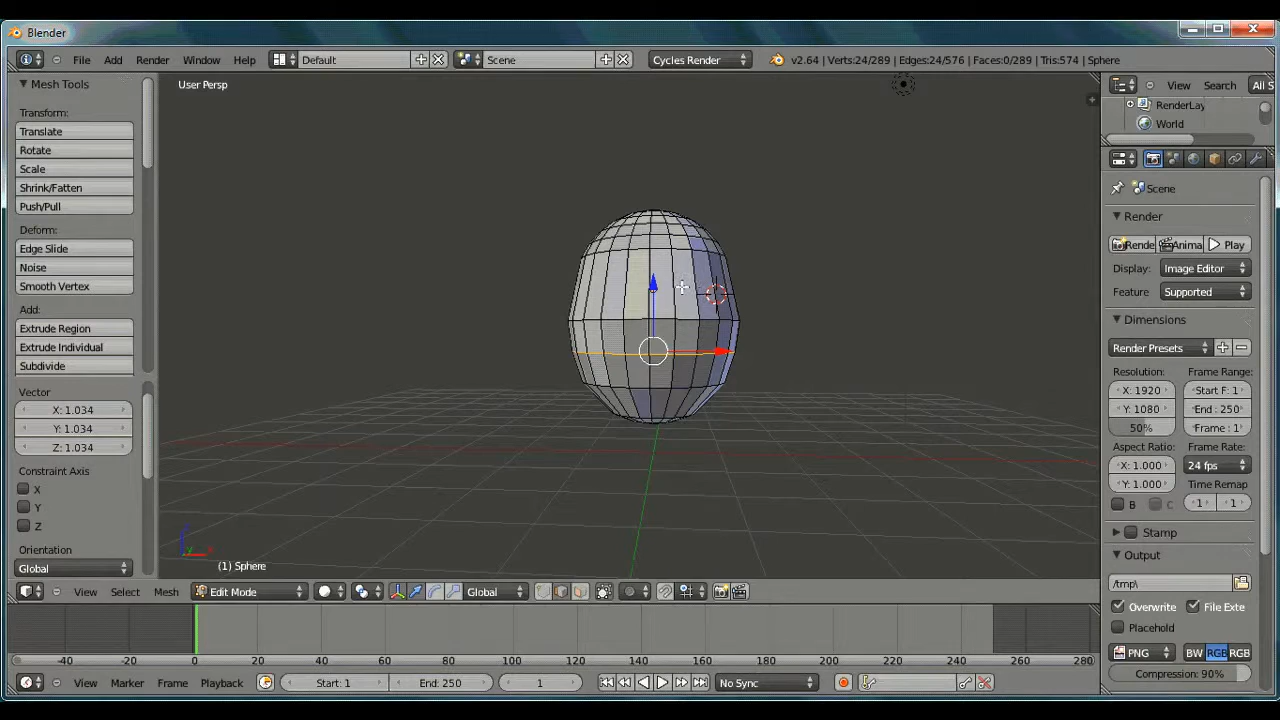 Blender
File Add Render Window Help Default Scene Cycles Render v2.64 | Verts:24/289 | Edges:24/576 | Faces:0/289 | Tris:574 | Sphere
Mesh Tools
Transform:
Translate
Rotate
Scale
Shrink/Fatten
Push/Pull
Deform:
Edge Slide
Noise
Smooth Vertex
Add:
Extrude Region
Extrude Individual
Subdivide
Vector
X: 1.034
Y: 1.034
Z: 1.034
Constraint Axis
X
Y
Z
Orientation
Global
User Persp
(1) Sphere
View Select Mesh Edit Mode Global
-40 -20 0 20 40 60 80 100 120 140 160 180 200 220 240 260 280
View Marker Frame Playback Start: 1 End: 250 1 No Sync
View Search All S
RenderLay
World
Scene
Render
Rende Anima Play
Display: Image Editor
Feature Supported
Dimensions
Render Presets
Resolution: Frame Range:
X: 1920 Start F: 1
Y: 1080 End : 250
50% Frame : 1
Aspect Ratio: Frame Rate:
X: 1.000 24 fps
Y: 1.000 Time Remap
B C 1 1
Stamp
Output
/tmp\
Overwrite File Exte
Placehold
PNG BW RGB RGB
Compression: 90%